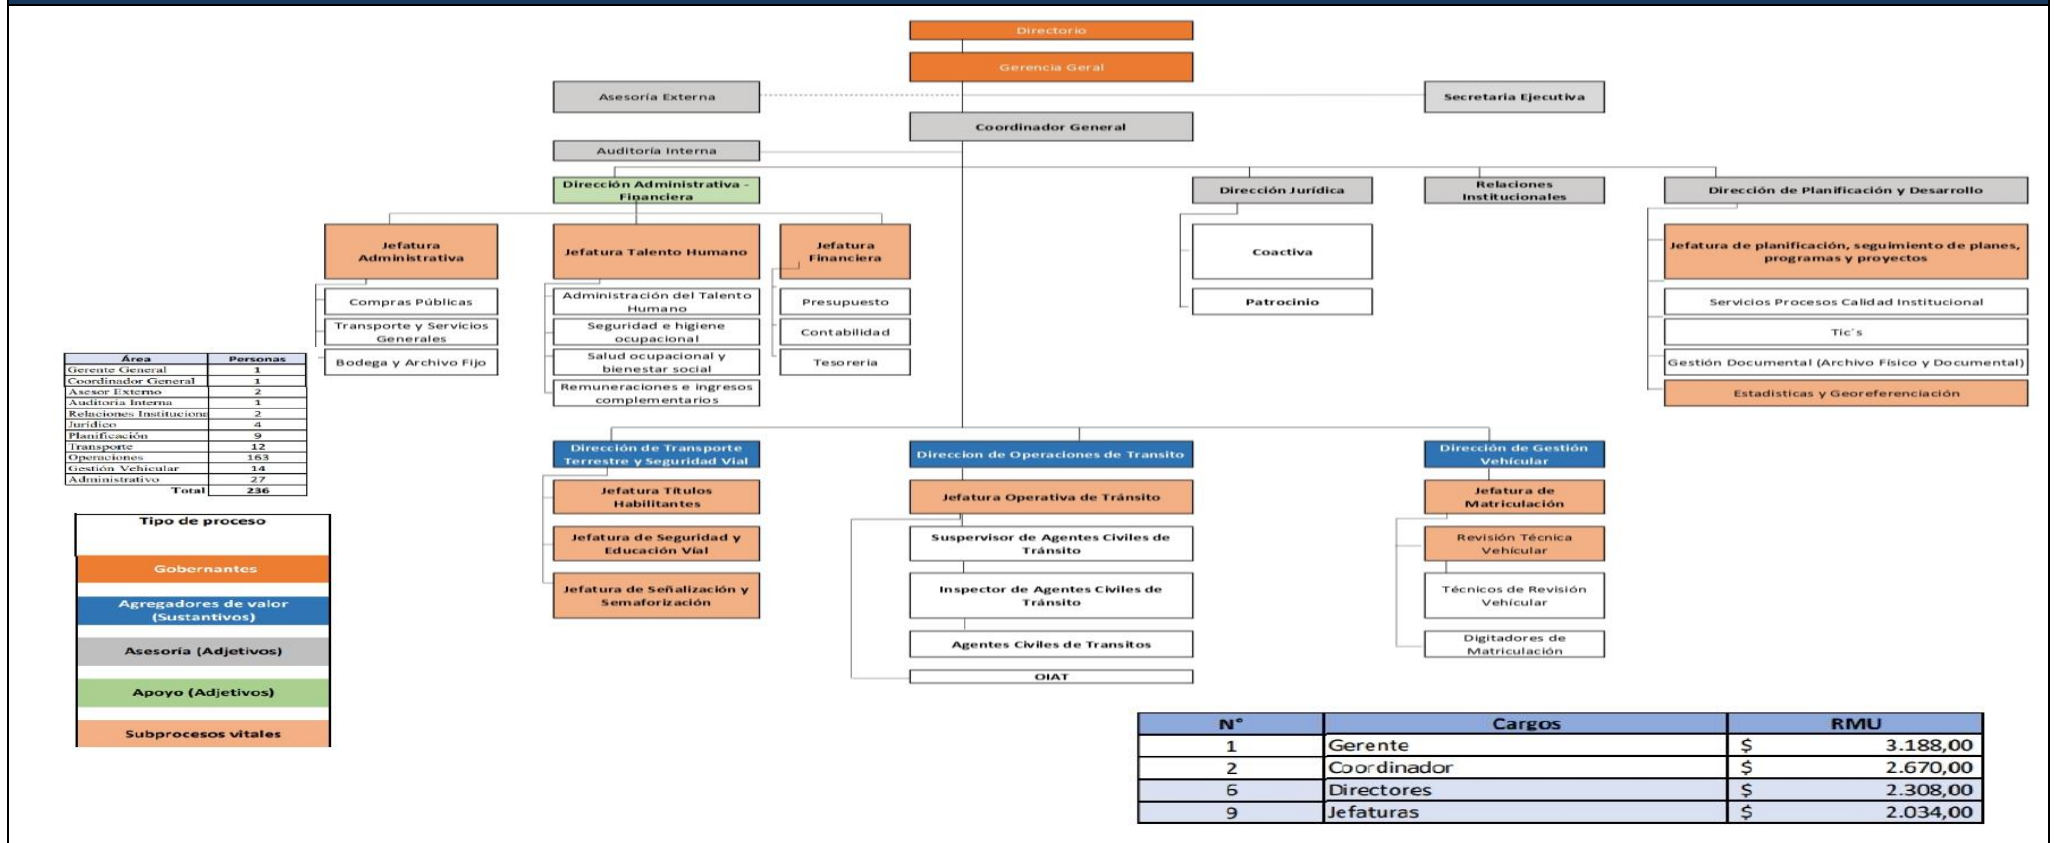 Directorio
Gerencia Geral
Asesoría Externa
Secretaria Ejecutiva
Coordinador General
Auditoría Interna
Dirección Administrativa -
Financiera
Dirección Jurídica
Relaciones
Institucionales
Dirección de Planificación y Desarrollo
Jefatura
Administrativa
Compras Públicas
Transporte y Servicios
Generales
Bodega y Archivo Fijo
Jefatura Talento Humano
Administración del Talento
Humano
Seguridad e higiene
ocupacional
Salud ocupacional y
bienestar social
Remuneraciones e ingresos
complementarios
Jefatura
Financiera
Presupuesto
Contabilidad
Tesoreria
Coactiva
Patrocinio
Jefatura de planificación, seguimiento de planes,
programas y proyectos
Servicios Procesos Calidad Institucional
Tic´s
Gestión Documental (Archivo Físico y Documental)
Estadisticas y Georeferenciación
Área Personas
Gerente General 1
Coordinador General 1
Asesor Externo 2
Auditoria Interna 1
Relaciones Instituciona 2
Jurídico 4
Planificación 9
Transporte 12
Operaciones 163
Gestión Vehicular 14
Administrativo 27
Total 236
Dirección de Transporte
Terrestre y Seguridad Vial
Jefatura Títulos
Habilitantes
Jefatura de Seguridad y
Educación Víal
Jefatura de Señalización y
Semaforización
Direccion de Operaciones de Transito
Jefatura Operativa de Tránsito
Suspervisor de Agentes Civiles de
Tránsito
Inspector de Agentes Civiles de
Tránsito
Agentes Civiles de Transitos
OIAT
Dirección de Gestión
Vehícular
Jefatura de
Matriculación
Revisión Técnica
Vehícular
Técnicos de Revisión
Vehícular
Digitadores de
Matriculación
Tipo de proceso
Gobernantes
Agregadores de valor
(Sustantivos)
Asesoría (Adjetivos)
Apoyo (Adjetivos)
Subprocesos vitales
N° Cargos RMU
1 Gerente $ 3.188,00
2 Coordinador $ 2.670,00
6 Directores $ 2.308,00
9 Jefaturas $ 2.034,00